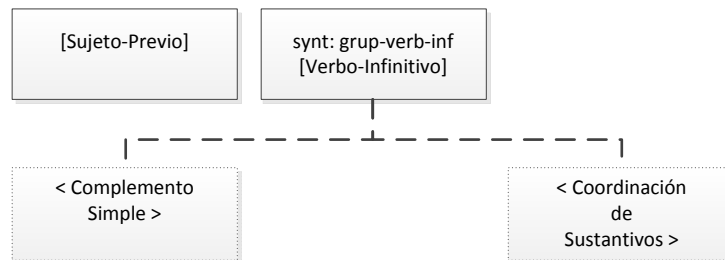 [Sujeto-Previo]
synt: grup-verb-inf
[Verbo-Infinitivo]
< Complemento
Simple >
< Coordinación
de
Sustantivos >